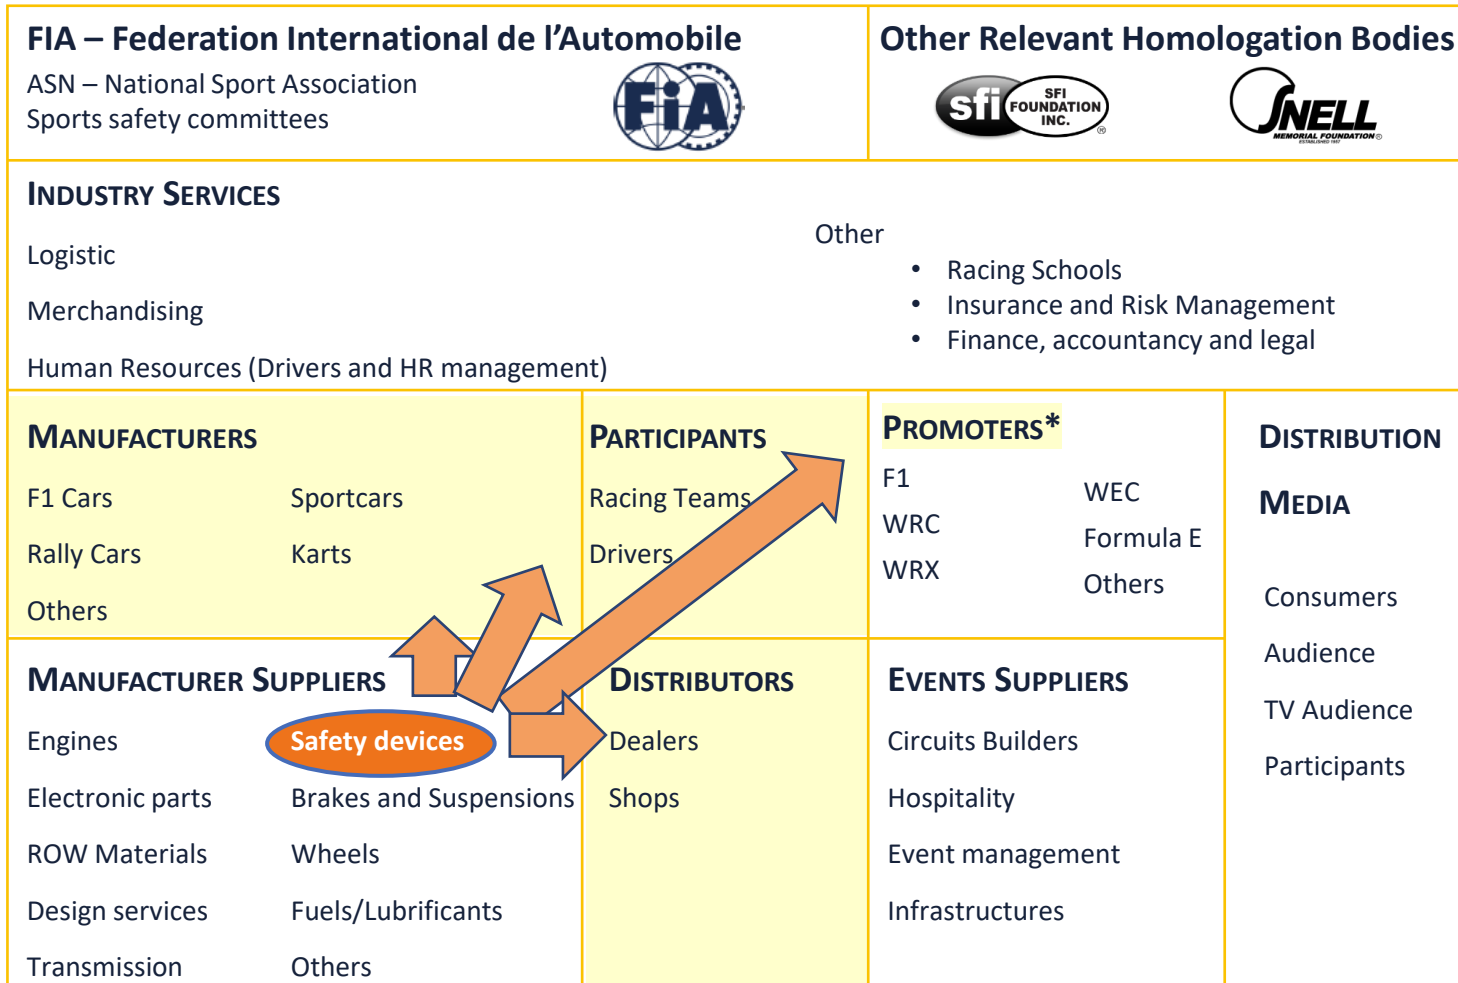 FIA – Federation International de l’Automobile
ASN – National Sport Association
Sports safety committees
FiA
Other Relevant Homologation Bodies
sfi
SFI
FOUNDATION
INC.
®
SNELL
MEMORIAL FOUNDATION®
ESTABLISHED 1957
INDUSTRY SERVICES
Logistic
Merchandising
Human Resources (Drivers and HR management)
Other
• Racing Schools
• Insurance and Risk Management
• Finance, accountancy and legal
MANUFACTURERS
F1 Cars
Sportcars
Rally Cars
Karts
Others
PARTICIPANTS
Racing Teams
Drivers
PROMOTERS*
F1
WRC
WRX
WEC
Formula E
Others
DISTRIBUTION
MEDIA
Consumers
Audience
TV Audience
Participants
MANUFACTURER SUPPLIERS
Engines
Safety devices
Electronic parts
Brakes and Suspensions
ROW Materials
Wheels
Design services
Fuels/Lubrificants
Transmission
Others
DISTRIBUTORS
Dealers
Shops
EVENTS SUPPLIERS
Circuits Builders
Hospitality
Event management
Infrastructures